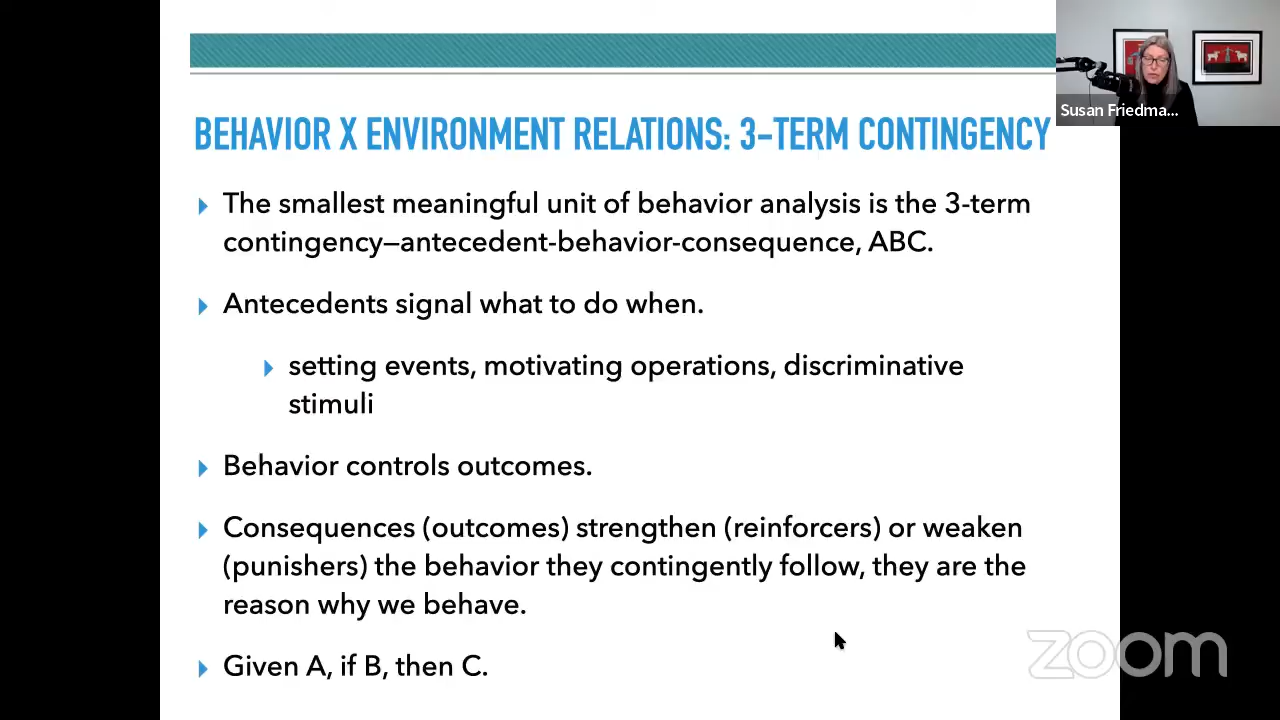 BEHAVIOR X ENVIRONMENT RELATIONS: 3-TERM CONTINGENCY
The smallest meaningful unit of behavior analysis is the 3-term
contingency—antecedent-behavior-consequence, ABC.
Antecedents signal what to do when.
setting events, motivating operations, discriminative
stimuli
Behavior controls outcomes.
Consequences (outcomes) strengthen (reinforcers) or weaken
(punishers) the behavior they contingently follow, they are the
reason why we behave.
Given A, if B, then C.
Susan Friedma...
zoom